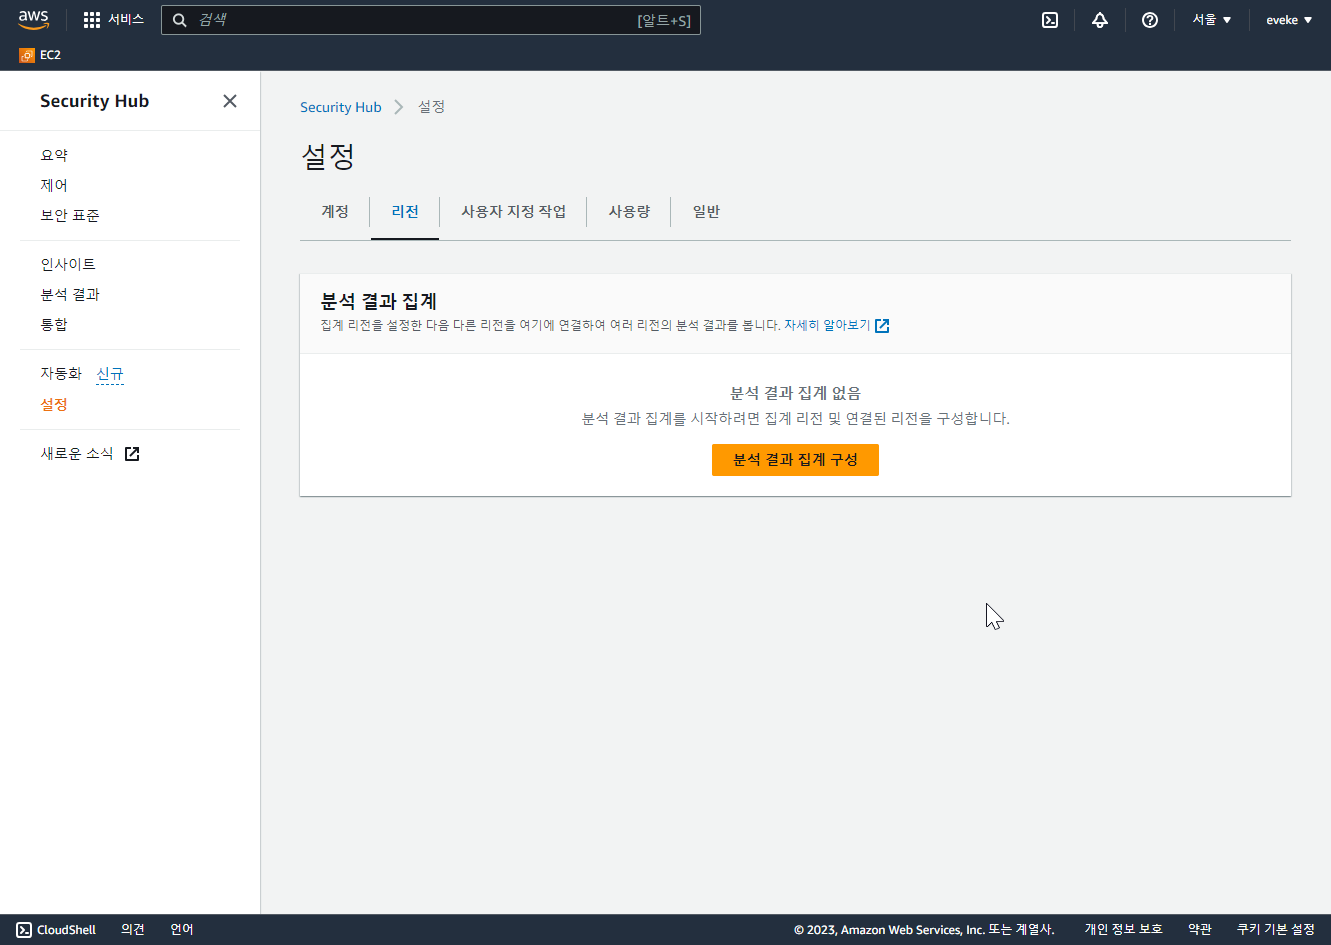 aws
서비스
검색
[알트+S]
서울 ▼
eveke ▼
EC2
Security Hub
요약
제어
보안 표준
인사이트
분석 결과
통합
자동화 신규
설정
새로운 소식
Security Hub > 설정
설정
계정
리전
사용자 지정 작업
사용량
일반
분석 결과 집계
집계 리전을 설정한 다음 다른 리전을 여기에 연결하여 여러 리전의 분석 결과를 봅니다. 자세히 알아보기
분석 결과 집계 없음
분석 결과 집계를 시작하려면 집계 리전 및 연결된 리전을 구성합니다.
분석 결과 집계 구성
CloudShell
의견
언어
© 2023, Amazon Web Services, Inc. 또는 계열사.
개인 정보 보호
약관
쿠키 기본 설정